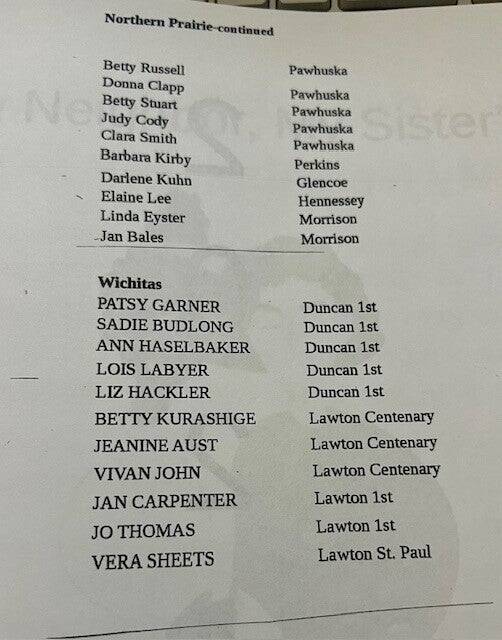 Northern Prairie-continued
Betty Russell Pawhuska
Donna Clapp Pawhuska
Betty Stuart Pawhuska
Judy Cody Pawhuska
Clara Smith Pawhuska
Barbara Kirby Perkins
Darlene Kuhn Glencoe
Elaine Lee Hennessey
Linda Eyster Morrison
Jan Bales Morrison
Wichitas
PATSY GARNER Duncan 1st
SADIE BUDLONG Duncan 1st
ANN HASELBAKER Duncan 1st
LOIS LABYER Duncan 1st
LIZ HACKLER Duncan 1st
BETTY KURASHIGE Lawton Centenary
JEANINE AUST Lawton Centenary
VIVAN JOHN Lawton Centenary
JAN CARPENTER Lawton 1st
JO THOMAS Lawton 1st
VERA SHEETS Lawton St. Paul